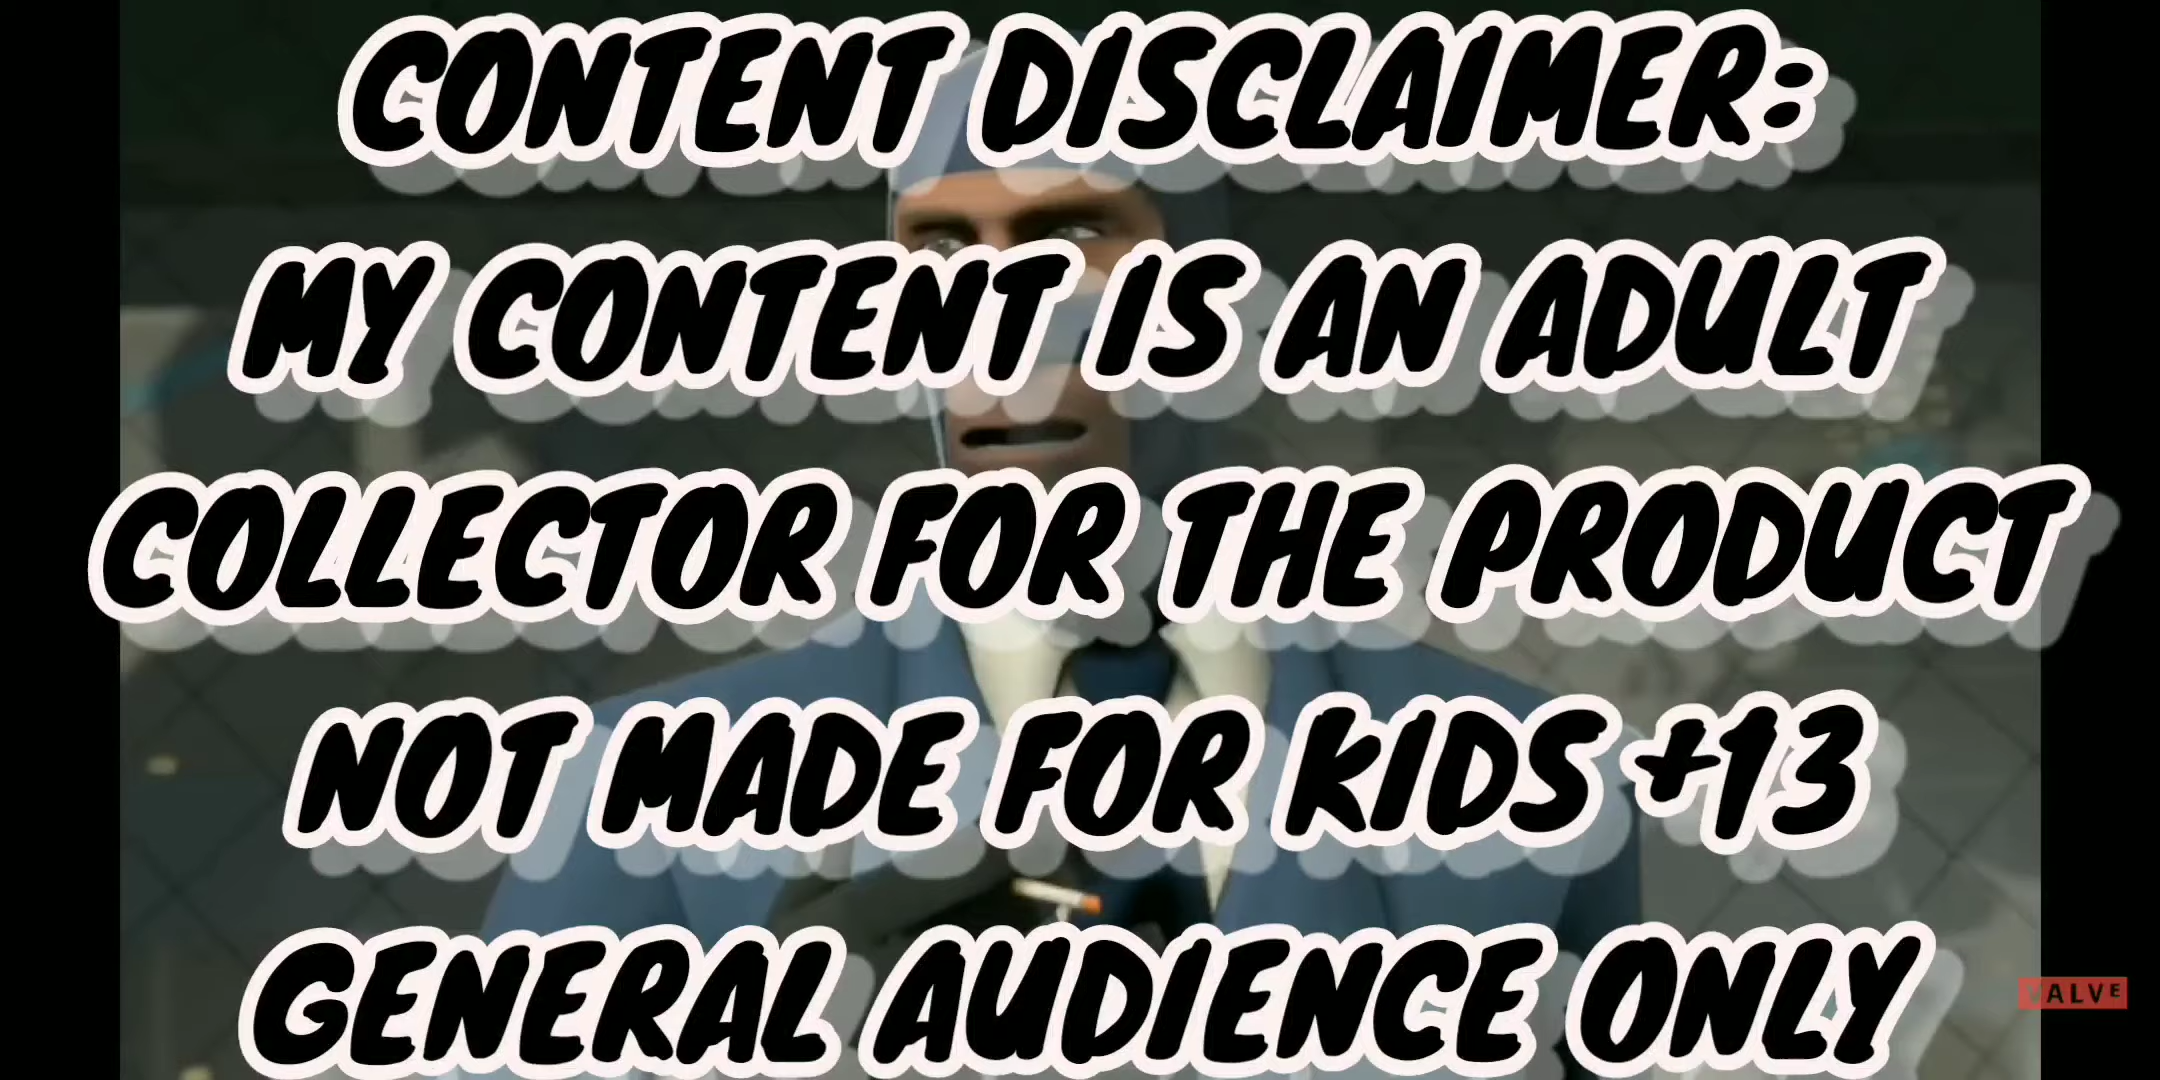 CONTENT DISCLAIMER:
MY CONTENT IS AN ADULT
COLLECTOR FOR THE PRODUCT
NOT MADE FOR KIDS +13
GENERAL AUDIENCE ONLY
VALVE